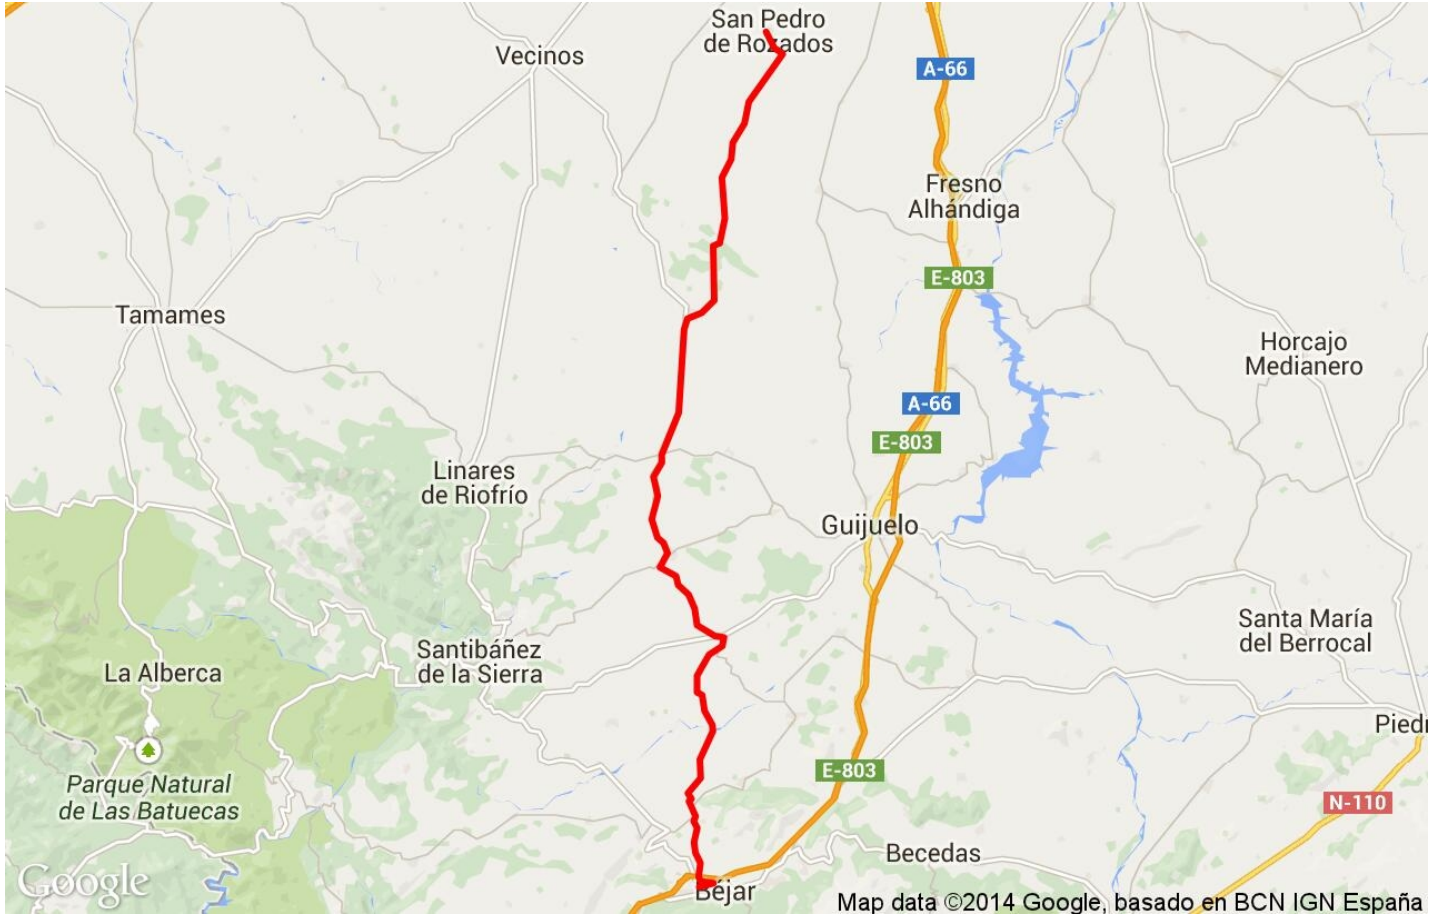 San Pedro
de Rozados
Vecinos
A-66
Fresno
Alhándiga
E-803
Tamames
Horcajo
Medianero
A-66
E-803
Linares
de Riofrío
Guijuelo
Santa María
del Berrocal
Santibáñez
de la Sierra
La Alberca
Piedr
Parque Natural
de Las Batuecas
E-803
N-110
Becedas
Google
Béjar
Map data ©2014 Google, basado en BCN IGN España